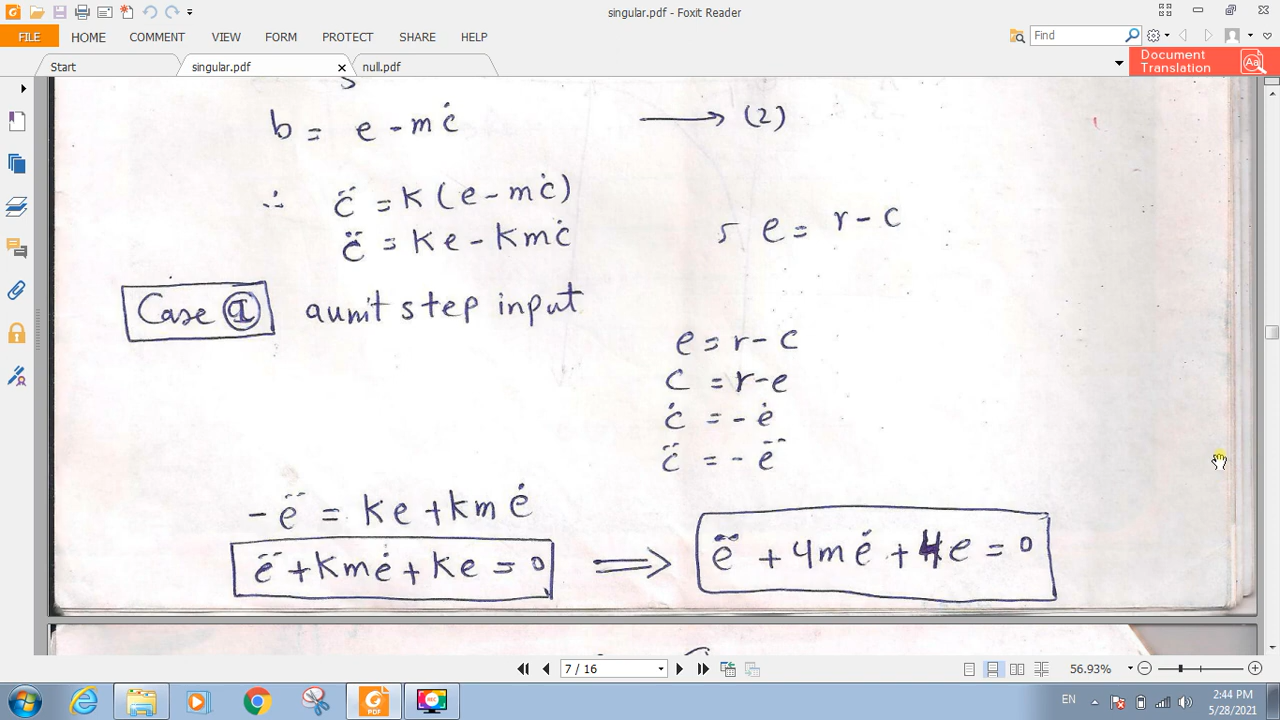 singular.pdf - Foxit Reader
FILE HOME COMMENT VIEW FORM PROTECT SHARE HELP Find
Start singular.pdf null.pdf
Document Translation
b = e - mċ ⟶ (2)
∴ c̈ = K(e - mċ)
c̈ = Ke - Kmċ , e = r - c
Case ① aunit step input
e = r - c
c = r - e
ċ = - ė
c̈ = - ë
- ë = Ke + kmė
ë + Kmė + Ke = 0 ⟹ ë + 4mė + 4e = 0
7 / 16 56.93%
EN 2:44 PM
5/28/2021